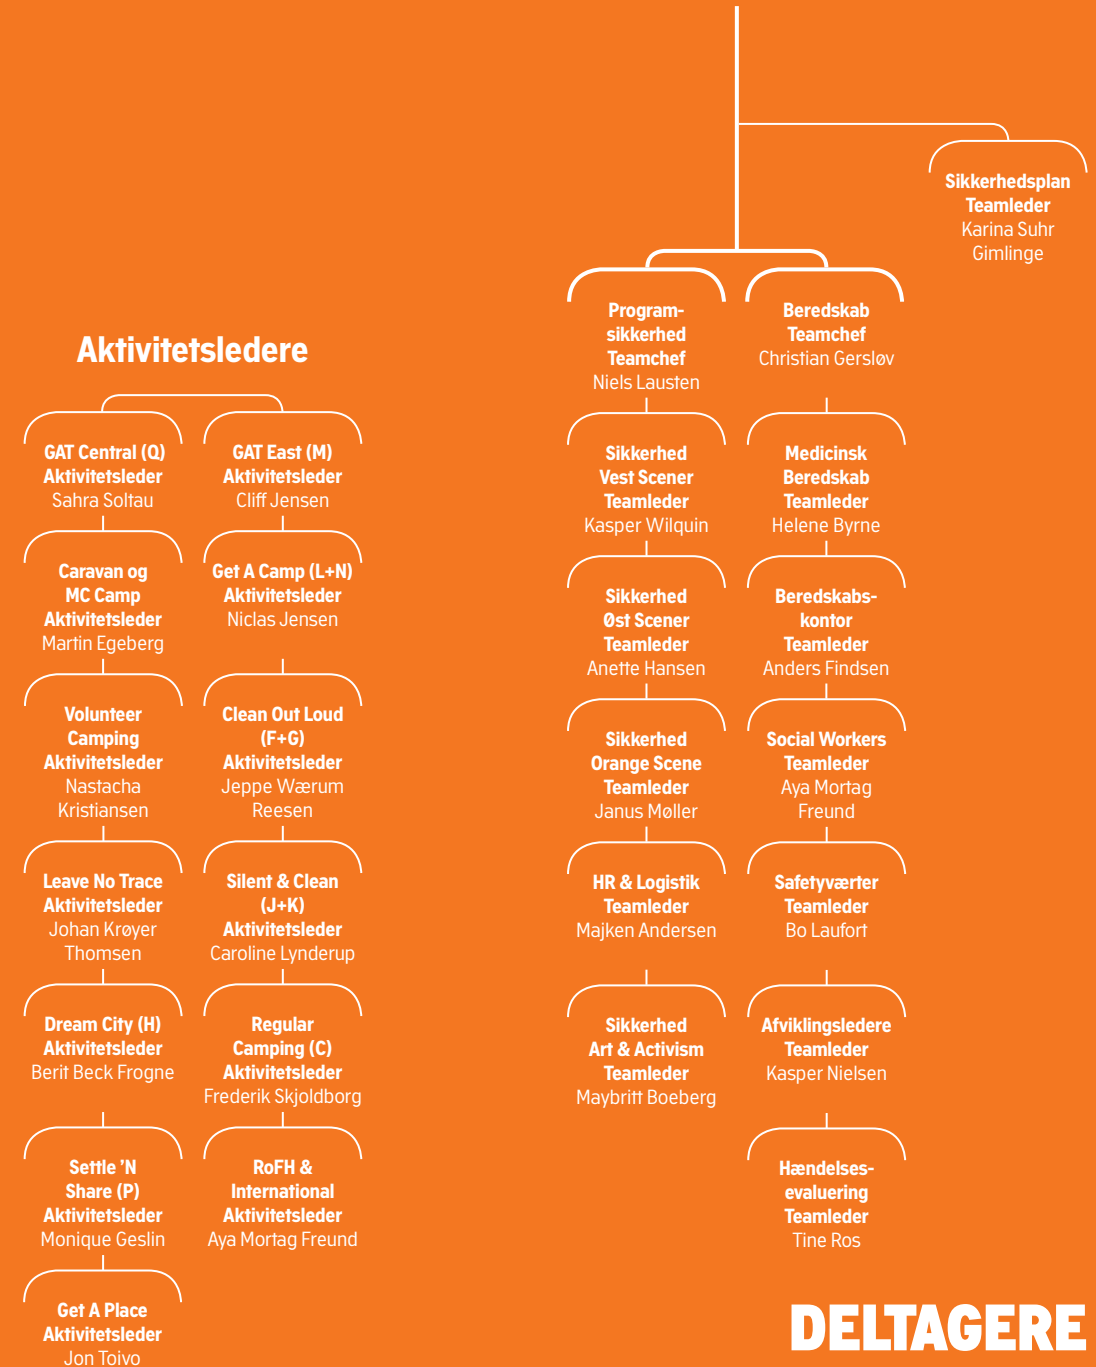 Sikkerhedsplan
Teamleder
Karina Suhr
Gimlinge
Program-
sikkerhed
Teamchef
Niels Lausten
Sikkerhed
Vest Scener
Teamleder
Kasper Wilquin
Sikkerhed
Øst Scener
Teamleder
Anette Hansen
Sikkerhed
Orange Scene
Teamleder
Janus Møller
HR & Logistik
Teamleder
Majken Andersen
Sikkerhed
Art & Activism
Teamleder
Maybritt Boeberg
Beredskab
Teamchef
Christian Gersløv
Medicinsk
Beredskab
Teamleder
Helene Byrne
Beredskabs-
kontor
Teamleder
Anders Findsen
Social Workers
Teamleder
Aya Mortag
Freund
Safetyværter
Teamleder
Bo Laufort
Afviklingsledere
Teamleder
Kasper Nielsen
Hændelses-
evaluering
Teamleder
Tine Ros
Aktivitetsledere
GAT Central (Q)
Aktivitetsleder
Sahra Soltau
Caravan og
MC Camp
Aktivitetsleder
Martin Egeberg
Volunteer
Camping
Aktivitetsleder
Nastacha
Kristiansen
Leave No Trace
Aktivitetsleder
Johan Krøyer
Thomsen
Dream City (H)
Aktivitetsleder
Berit Beck Frogne
Settle ’N
Share (P)
Aktivitetsleder
Monique Geslin
Get A Place
Aktivitetsleder
Jon Toivo
GAT East (M)
Aktivitetsleder
Cliff Jensen
Get A Camp (L+N)
Aktivitetsleder
Niclas Jensen
Clean Out Loud
(F+G)
Aktivitetsleder
Jeppe Wærum
Reesen
Silent & Clean
(J+K)
Aktivitetsleder
Caroline Lynderup
Regular
Camping (C)
Aktivitetsleder
Frederik Skjoldborg
RoFH &
International
Aktivitetsleder
Aya Mortag Freund
DELTAGERE